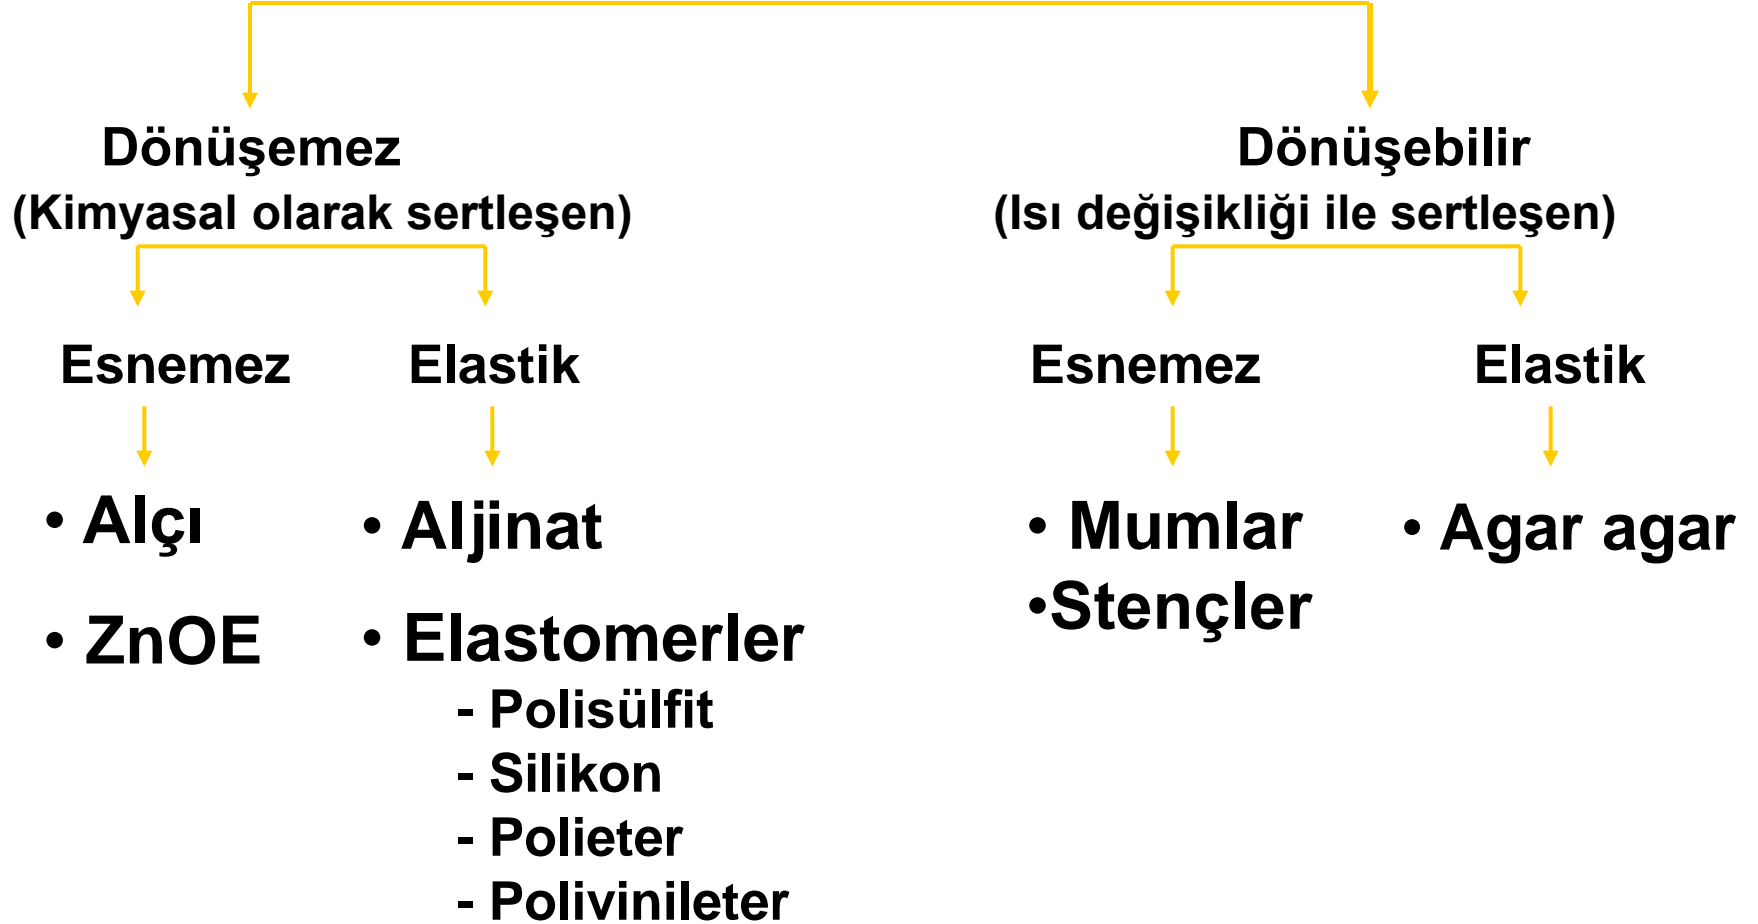 Dönüşemez
(Kimyasal olarak sertleşen)
Dönüşebilir
(Isı değişikliği ile sertleşen)
Esnemez
Elastik
Esnemez
Elastik
• Alçı
• ZnOE
• Aljinat
• Elastomerler
- Polisülfit
- Silikon
- Polieter
- Polivinileter
• Mumlar
•Stençler
• Agar agar